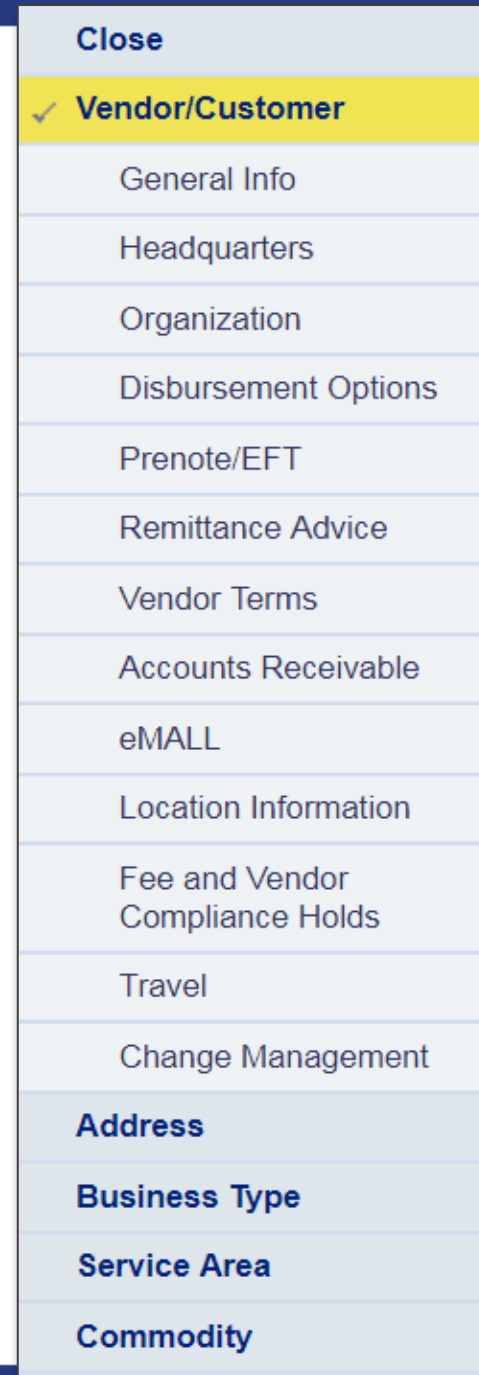 Close
Vendor/Customer
General Info
Headquarters
Organization
Disbursement Options
Prenote/EFT
Remittance Advice
Vendor Terms
Accounts Receivable
eMALL
Location Information
Fee and Vendor
Compliance Holds
Travel
Change Management
Address
Business Type
Service Area
Commodity